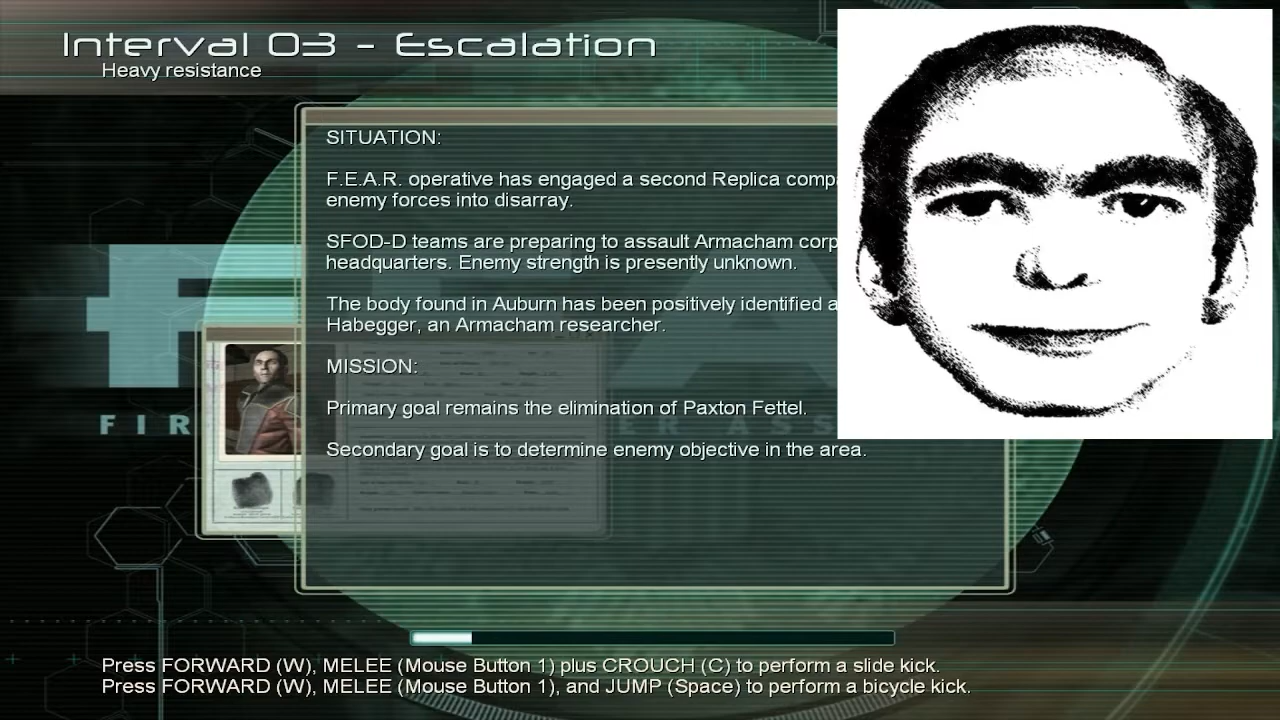 Interval 03 - Escalation
Heavy resistance
SITUATION:
F.E.A.R. operative has engaged a second Replica
enemy forces into disarray.
SFOD-D teams are preparing to assault Armacham
headquarters. Enemy strength is presently unknown.
The body found in Auburn has been positively identified
Habegger, an Armacham researcher.
MISSION:
Primary goal remains the elimination of Paxton Fettel.
Secondary goal is to determine enemy objective in the area.
Press FORWARD (W), MELEE (Mouse Button 1) plus CROUCH (C) to perform a slide kick.
Press FORWARD (W), MELEE (Mouse Button 1), and JUMP (Space) to perform a bicycle kick.